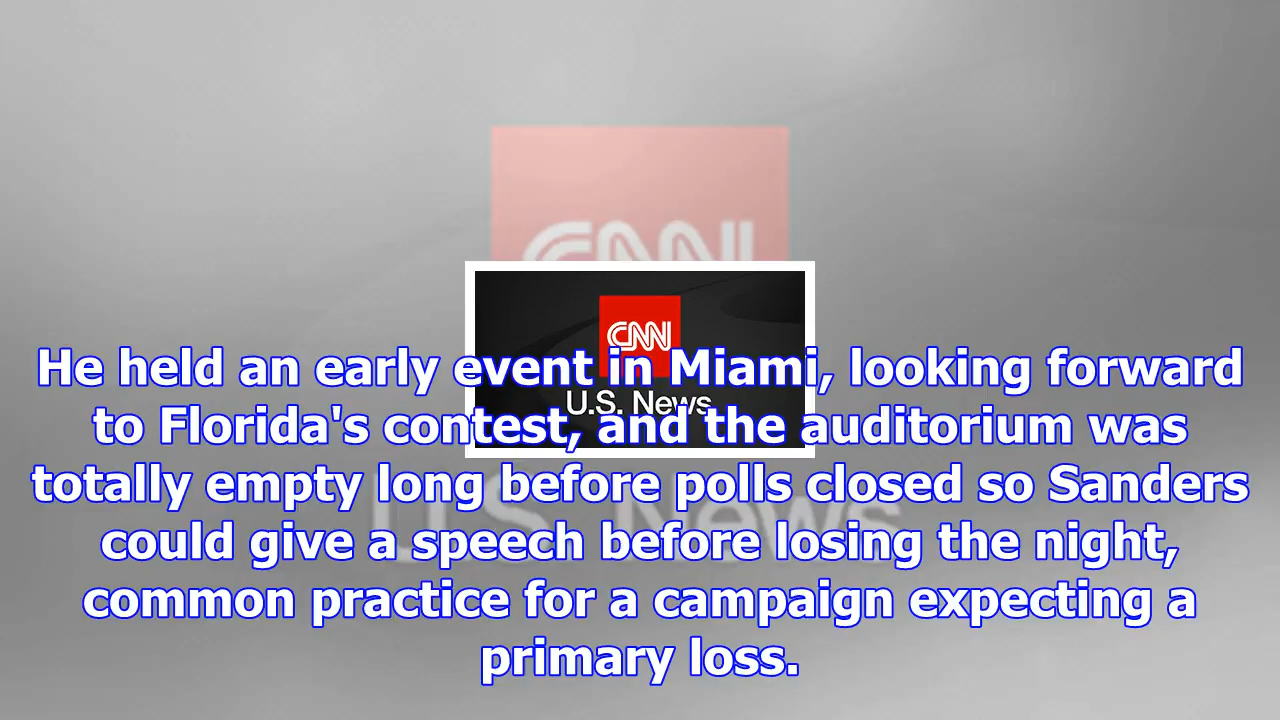 CNN
CNN
U.S. News
He held an early event in Miami, looking forward
to Florida's contest, and the auditorium was
totally empty long before polls closed so Sanders
could give a speech before losing the night,
common practice for a campaign expecting a
primary loss.
U.S. News